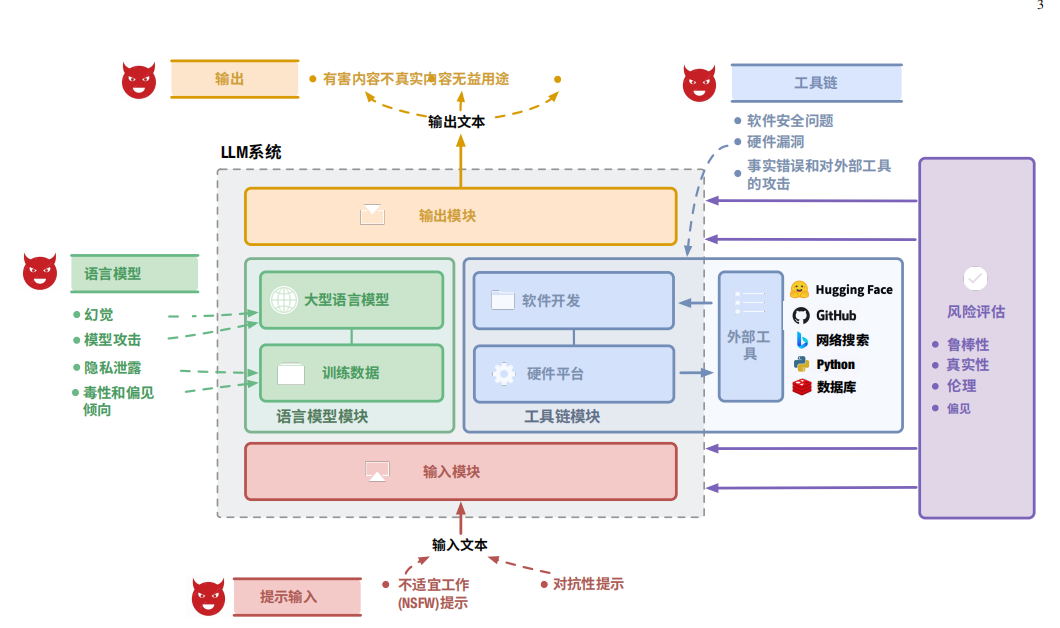 3
输出
有害内容不真实内容无益用途
工具链
软件安全问题
硬件漏洞
事实错误和对外部工具
的攻击
输出文本
LLM系统
输出模块
语言模型
幻觉
模型攻击
隐私泄露
毒性和偏见
倾向
大型语言模型
训练数据
语言模型模块
软件开发
硬件平台
工具链模块
外部工
具
Hugging Face
GitHub
网络搜索
Python
数据库
风险评估
鲁棒性
真实性
伦理
偏见
输入模块
输入文本
提示输入
不适宜工作
(NSFW)提示
对抗性提示